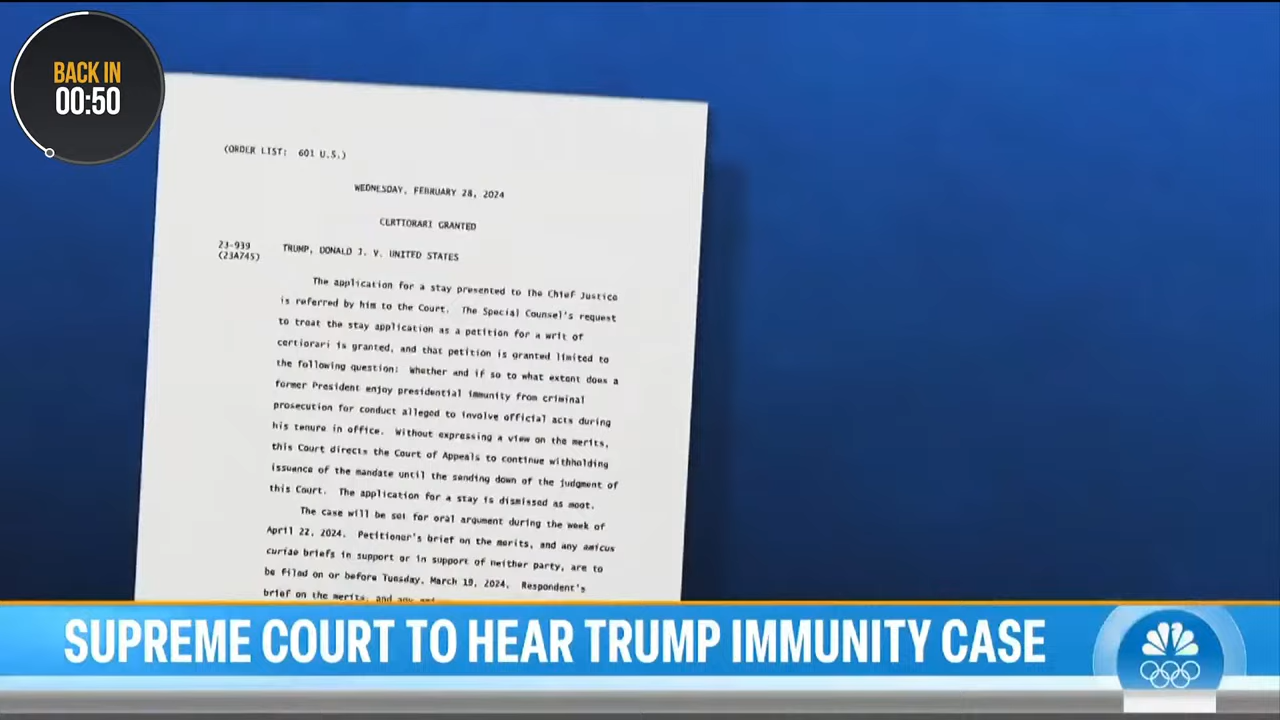 BACK IN
00:50
(ORDER LIST: 601 U.S.)
WEDNESDAY, FEBRUARY 28, 2024
CERTIORARI GRANTED
23-939 TRUMP, DONALD J. V. UNITED STATES
(23A745)
The application for a stay presented to The Chief Justice
is referred by him to the Court. The Special Counsel's request
to treat the stay application as a petition for a writ of
certiorari is granted, and that petition is granted limited to
the following question: Whether and if so to what extent does a
former President enjoy presidential immunity from criminal
prosecution for conduct alleged to involve official acts during
his tenure in office. Without expressing a view on the merits,
this Court directs the Court of Appeals to continue withholding
issuance of the mandate until the sending down of the judgment of
this Court. The application for a stay is dismissed as moot.
The case will be set for oral argument during the week of
April 22, 2024. Petitioner's brief on the merits, and any amicus
curiae briefs in support or in support of neither party, are to
be filed on or before Tuesday, March 19, 2024. Respondent's
brief on the merits, and any
SUPREME COURT TO HEAR TRUMP IMMUNITY CASE